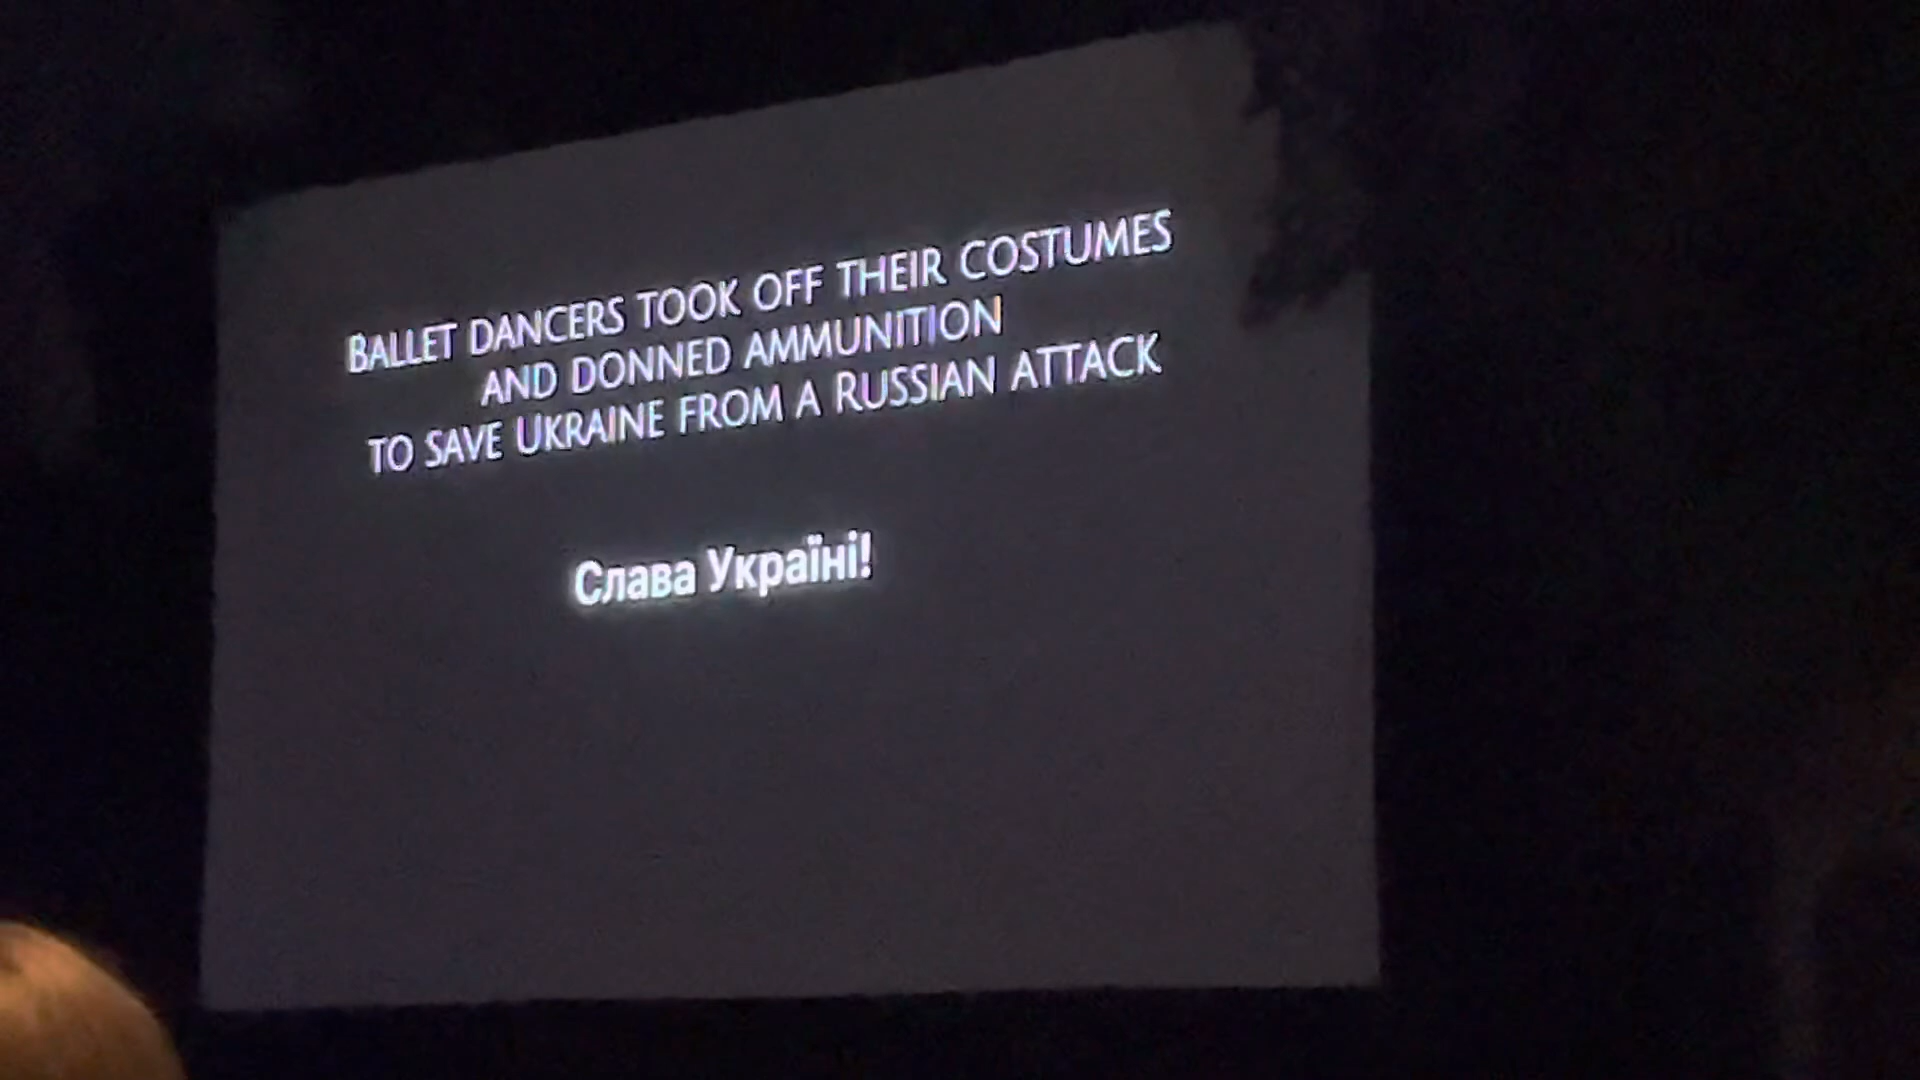 BALLET DANCERS TOOK OFF THEIR COSTUMES
AND DONNED AMMUNITION
TO SAVE UKRAINE FROM A RUSSIAN ATTACK
Слава Україні!